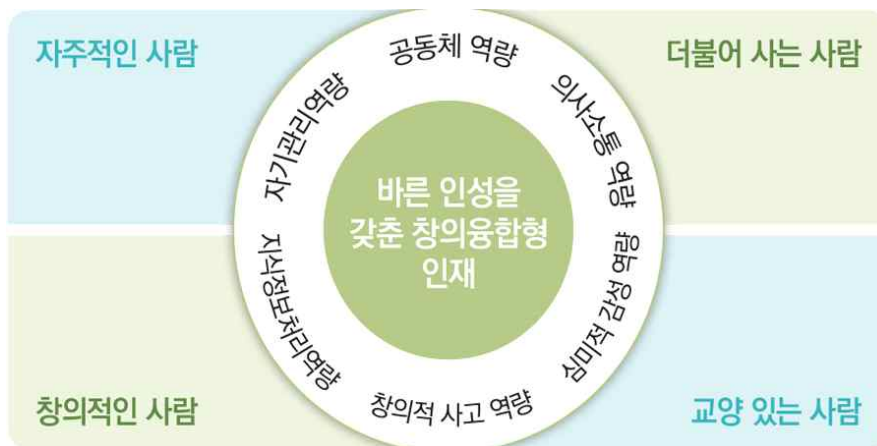 자주적인 사람
더불어 사는 사람
공동체 역량
의사소통 역량
심미적 감성 역량
창의적 사고 역량
지식정보처리역량
자기관리역량
바른 인성을
갖춘 창의융합형
인재
창의적인 사람
교양 있는 사람